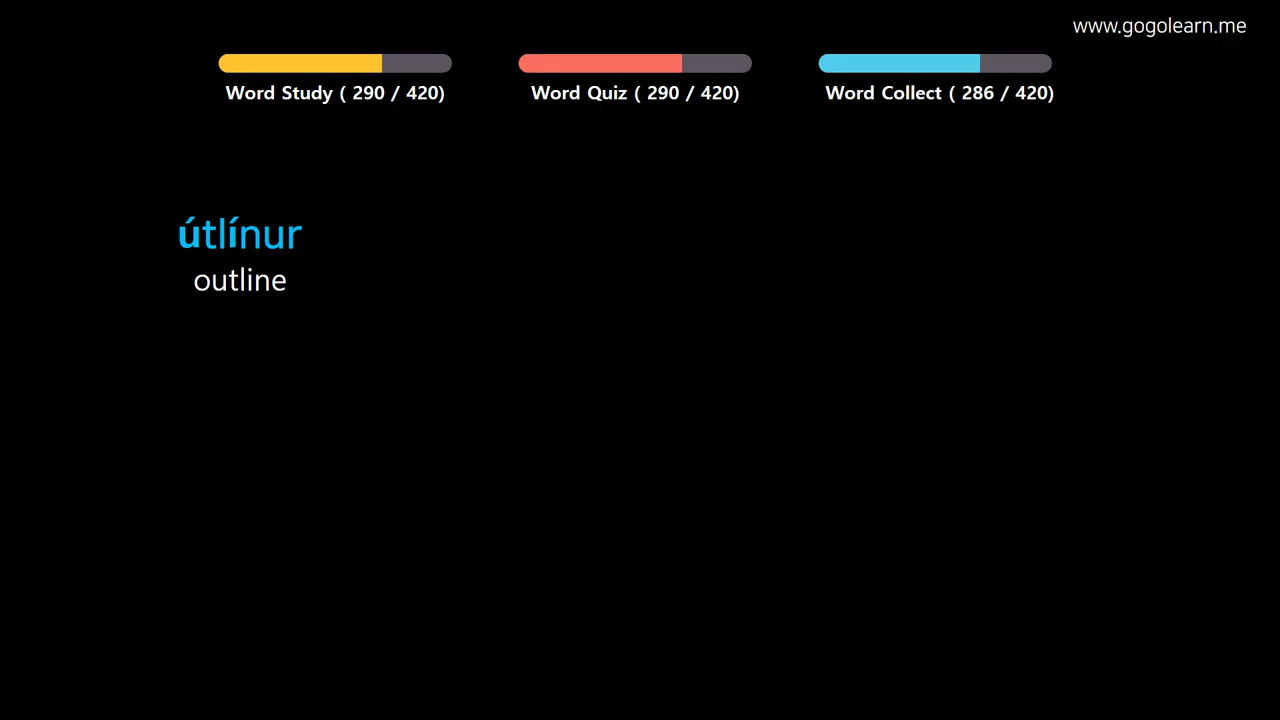 www.gogolearn.me
Word Study ( 290 / 420)
Word Quiz ( 290 / 420)
Word Collect ( 286 / 420)
útlínur
outline